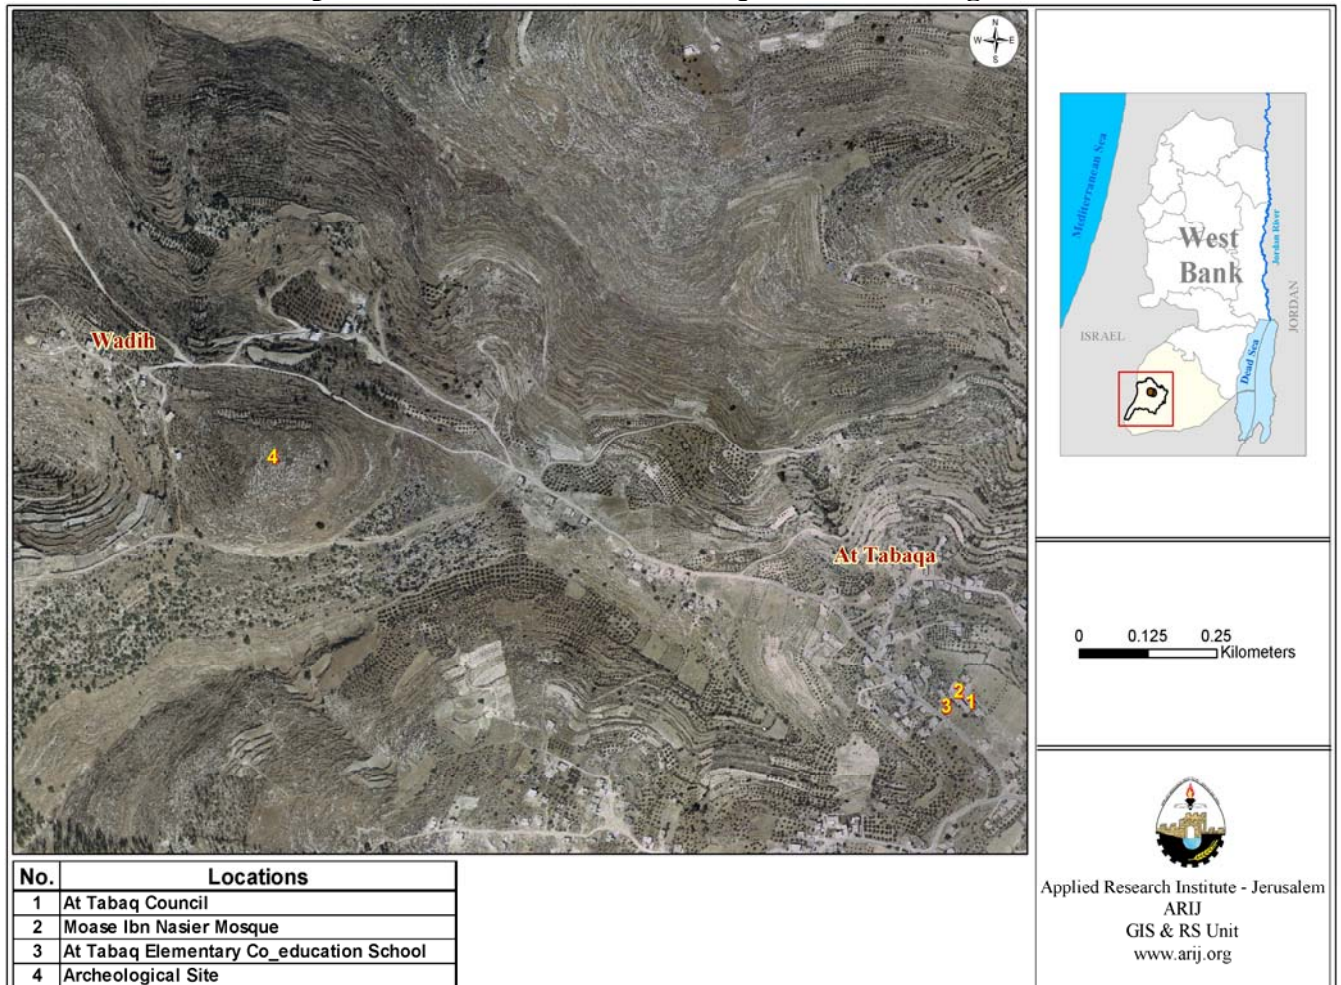 N
W E
S
Wadih
4
At Tabaqa
2
1
3
Mediterranean Sea
West
Bank
Jordan River
JORDAN
ISRAEL
Dead Sea
0 0.125 0.25
Kilometers
Applied Research Institute - Jerusalem
ARIJ
GIS & RS Unit
www.arij.org
No. Locations
1 At Tabaq Council
2 Moase Ibn Nasier Mosque
3 At Tabaq Elementary Co_education School
4 Archeological Site